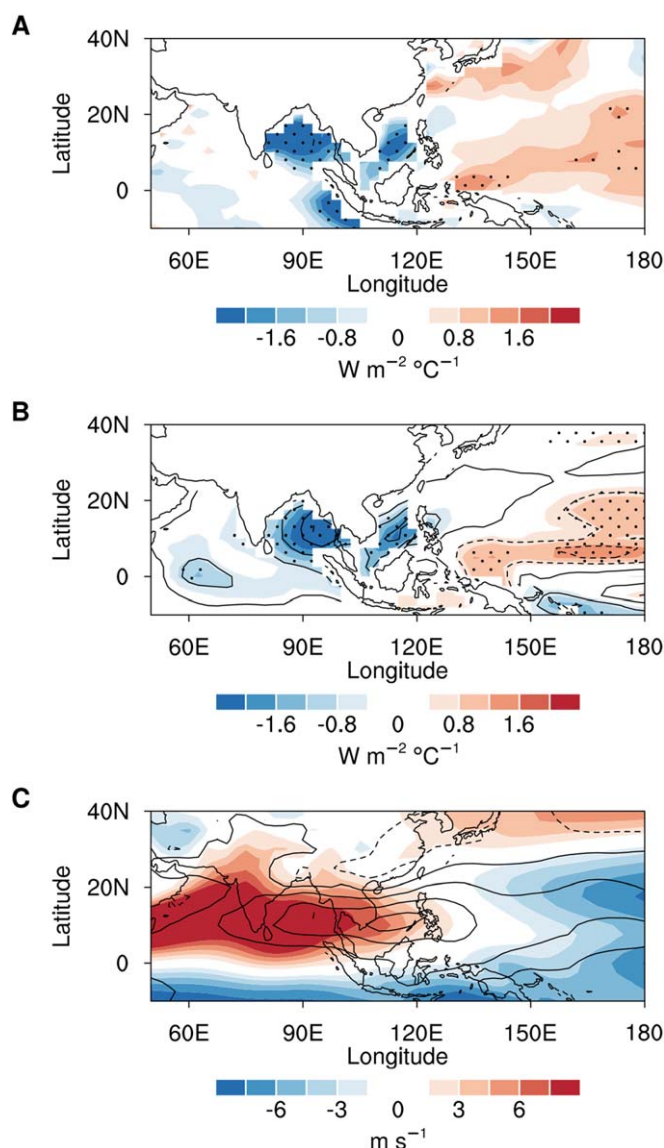 A
40N
20N
0
Latitude
60E 90E 120E 150E 180
Longitude
-1.6 -0.8 0 0.8 1.6
W m⁻² °C⁻¹
B
40N
20N
0
Latitude
60E 90E 120E 150E 180
Longitude
-1.6 -0.8 0 0.8 1.6
W m⁻² °C⁻¹
C
40N
20N
0
Latitude
60E 90E 120E 150E 180
Longitude
-6 -3 0 3 6
m s⁻¹